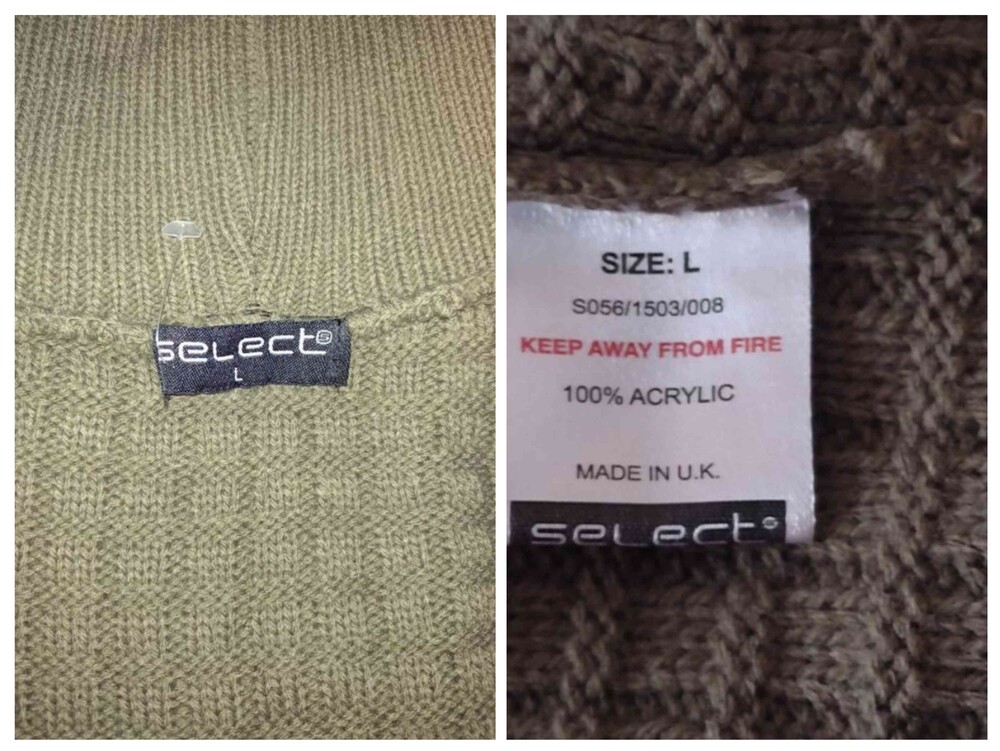 select
L
SIZE: L
S056/1503/008
KEEP AWAY FROM FIRE
100% ACRYLIC
MADE IN U.K.
select